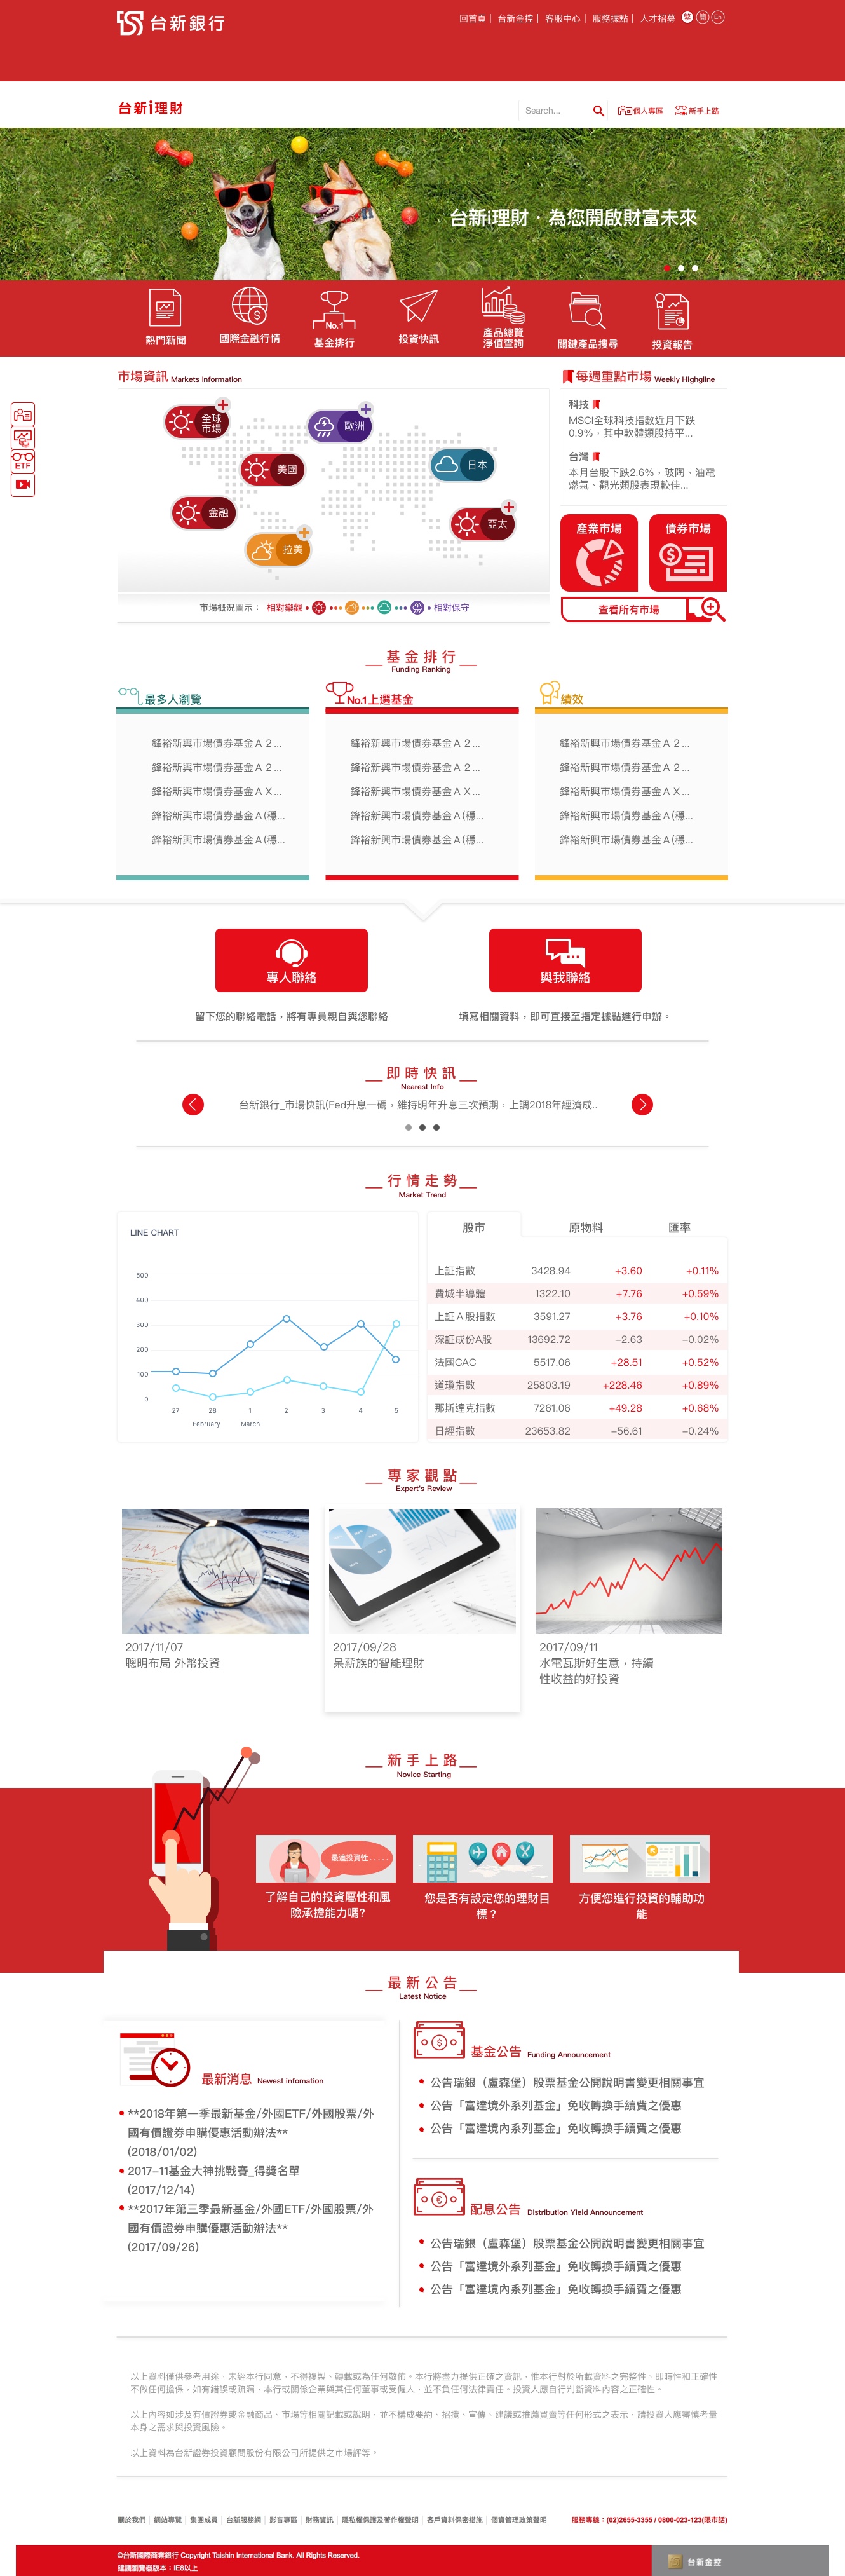 台新銀行
回首頁 | 台新金控 | 客服中心 | 服務據點 | 人才招募 繁 簡 En
台新i理財
Search...
個人專區
新手上路
台新i理財．為您開啟財富未來
熱門新聞
國際金融行情
No.1
基金排行
投資快訊
產品總覽
淨值查詢
關鍵產品搜尋
投資報告
市場資訊 Markets Information
全球
市場
歐洲
美國
日本
金融
亞太
拉美
市場概況圖示： 相對樂觀 相對保守
ETF
每週重點市場 Weekly Highgline
科技
MSCI全球科技指數近月下跌
0.9%，其中軟體類股持平...
台灣
本月台股下跌2.6%，玻陶、油電
燃氣、觀光類股表現較佳...
產業市場
債券市場
查看所有市場
基金排行
Funding Ranking
最多人瀏覽
鋒裕新興市場債券基金Ａ２...
鋒裕新興市場債券基金Ａ２...
鋒裕新興市場債券基金ＡＸ...
鋒裕新興市場債券基金Ａ(穩...
鋒裕新興市場債券基金Ａ(穩...
No.1上選基金
鋒裕新興市場債券基金Ａ２...
鋒裕新興市場債券基金Ａ２...
鋒裕新興市場債券基金ＡＸ...
鋒裕新興市場債券基金Ａ(穩...
鋒裕新興市場債券基金Ａ(穩...
績效
鋒裕新興市場債券基金Ａ２...
鋒裕新興市場債券基金Ａ２...
鋒裕新興市場債券基金ＡＸ...
鋒裕新興市場債券基金Ａ(穩...
鋒裕新興市場債券基金Ａ(穩...
專人聯絡
留下您的聯絡電話，將有專員親自與您聯絡
與我聯絡
填寫相關資料，即可直接至指定據點進行申辦。
即時快訊
Nearest Info
台新銀行_市場快訊(Fed升息一碼，維持明年升息三次預期，上調2018年經濟成..
行情走勢
Market Trend
LINE CHART
500
400
300
200
100
0
27 28 1 2 3 4 5
February March
股市 原物料 匯率
上証指數 3428.94 +3.60 +0.11%
費城半導體 1322.10 +7.76 +0.59%
上証Ａ股指數 3591.27 +3.76 +0.10%
深証成份A股 13692.72 −2.63 −0.02%
法國CAC 5517.06 +28.51 +0.52%
道瓊指數 25803.19 +228.46 +0.89%
那斯達克指數 7261.06 +49.28 +0.68%
日經指數 23653.82 −56.61 −0.24%
專家觀點
Expert's Review
2017/11/07
聰明布局 外幣投資
2017/09/28
呆薪族的智能理財
2017/09/11
水電瓦斯好生意，持續
性收益的好投資
新手上路
Novice Starting
最適投資性.....
了解自己的投資屬性和風
險承擔能力嗎?
您是否有設定您的理財目
標？
方便您進行投資的輔助功
能
最新公告
Latest Notice
最新消息 Newest infomation
**2018年第一季最新基金/外國ETF/外國股票/外
國有價證券申購優惠活動辦法**
(2018/01/02)
2017-11基金大神挑戰賽_得獎名單
(2017/12/14)
**2017年第三季最新基金/外國ETF/外國股票/外
國有價證券申購優惠活動辦法**
(2017/09/26)
基金公告 Funding Announcement
公告瑞銀（盧森堡）股票基金公開說明書變更相關事宜
公告「富達境外系列基金」免收轉換手續費之優惠
公告「富達境內系列基金」免收轉換手續費之優惠
配息公告 Distribution Yield Announcement
公告瑞銀（盧森堡）股票基金公開說明書變更相關事宜
公告「富達境外系列基金」免收轉換手續費之優惠
公告「富達境內系列基金」免收轉換手續費之優惠
以上資料僅供參考用途，未經本行同意，不得複製、轉載或為任何散佈。本行將盡力提供正確之資訊，惟本行對於所載資料之完整性、即時性和正確性
不做任何擔保，如有錯誤或疏漏，本行或關係企業與其任何董事或受僱人，並不負任何法律責任。投資人應自行判斷資料內容之正確性。
以上內容如涉及有價證券或金融商品、市場等相關記載或說明，並不構成要約、招攬、宣傳、建議或推薦買賣等任何形式之表示，請投資人應審慎考量
本身之需求與投資風險。
以上資料為台新證券投資顧問股份有限公司所提供之市場評等。
關於我們 | 網站導覽 | 集團成員 | 台新服務網 | 影音專區 | 財務資訊 | 隱私權保護及著作權聲明 | 客戶資料保密措施 | 個資管理政策聲明
服務專線：(02)2655-3355 / 0800-023-123(限市話)
©台新國際商業銀行 Copyright Taishin International Bank. All Rights Reserved.
建議瀏覽器版本：IE8以上
台新金控